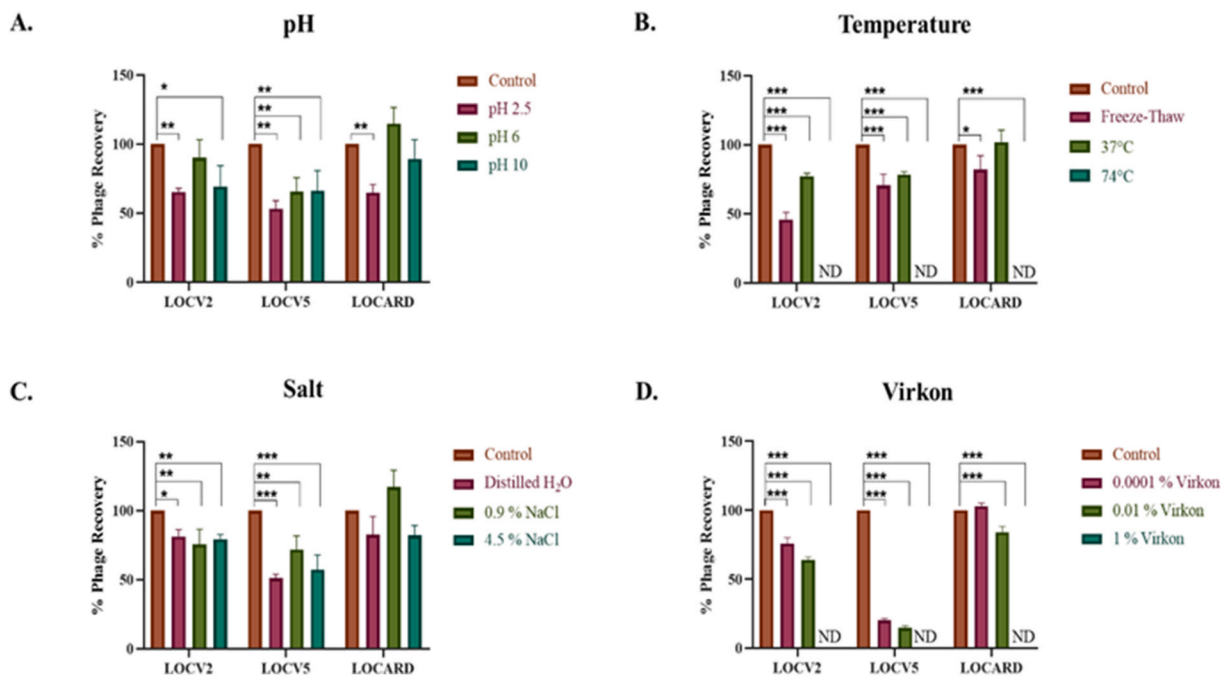 A.
pH
% Phage Recovery
150
100
50
0
*
**
**
**
**
**
LOCV2
LOCV5
LOCARD
Control
pH 2.5
pH 6
pH 10
B.
Temperature
% Phage Recovery
150
100
50
0
***
***
***
***
***
***
***
*
ND
ND
ND
LOCV2
LOCV5
LOCARD
Control
Freeze-Thaw
37°C
74°C
C.
Salt
% Phage Recovery
150
100
50
0
**
**
*
***
**
***
LOCV2
LOCV5
LOCARD
Control
Distilled H₂O
0.9 % NaCl
4.5 % NaCl
D.
Virkon
% Phage Recovery
150
100
50
0
***
***
***
***
***
***
***
***
ND
ND
ND
LOCV2
LOCV5
LOCARD
Control
0.0001 % Virkon
0.01 % Virkon
1 % Virkon